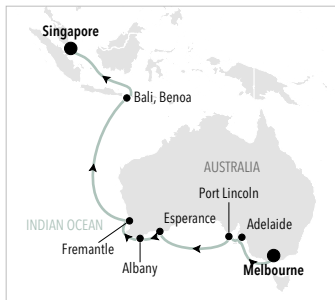 Singapore
Bali, Benoa
AUSTRALIA
Port Lincoln
INDIAN OCEAN
Esperance
Adelaide
Fremantle
Albany
Melbourne